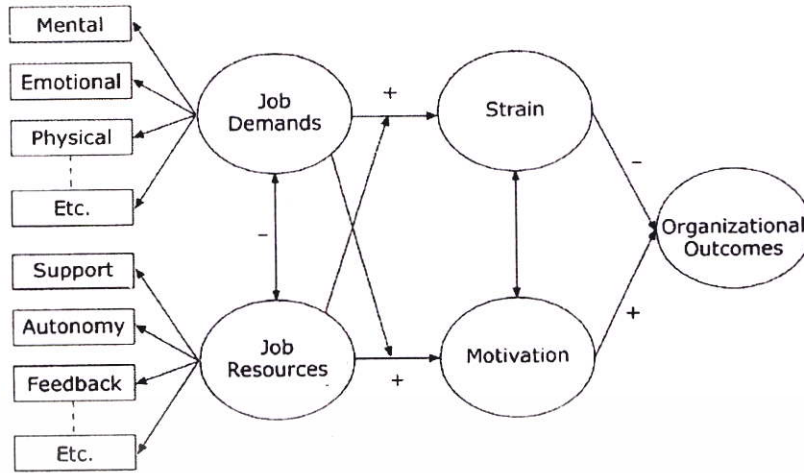 Mental
Emotional
Physical
Etc.
Support
Autonomy
Feedback
Etc.
Job
Demands
Job
Resources
+
–
+
Strain
Motivation
–
+
Organizational
Outcomes